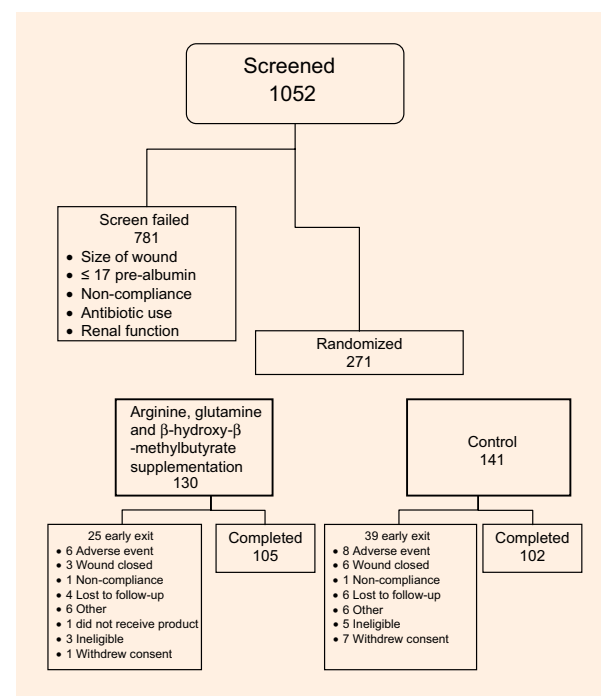 Screened
1052
Screen failed
781
• Size of wound
• ≤ 17 pre-albumin
• Non-compliance
• Antibiotic use
• Renal function
Randomized
271
Arginine, glutamine
and β-hydroxy-β
-methylbutyrate
supplementation
130
Control
141
25 early exit
• 6 Adverse event
• 3 Wound closed
• 1 Non-compliance
• 4 Lost to follow-up
• 6 Other
• 1 did not receive product
• 3 Ineligible
• 1 Withdrew consent
Completed
105
39 early exit
• 8 Adverse event
• 6 Wound closed
• 1 Non-compliance
• 6 Lost to follow-up
• 6 Other
• 5 Ineligible
• 7 Withdrew consent
Completed
102